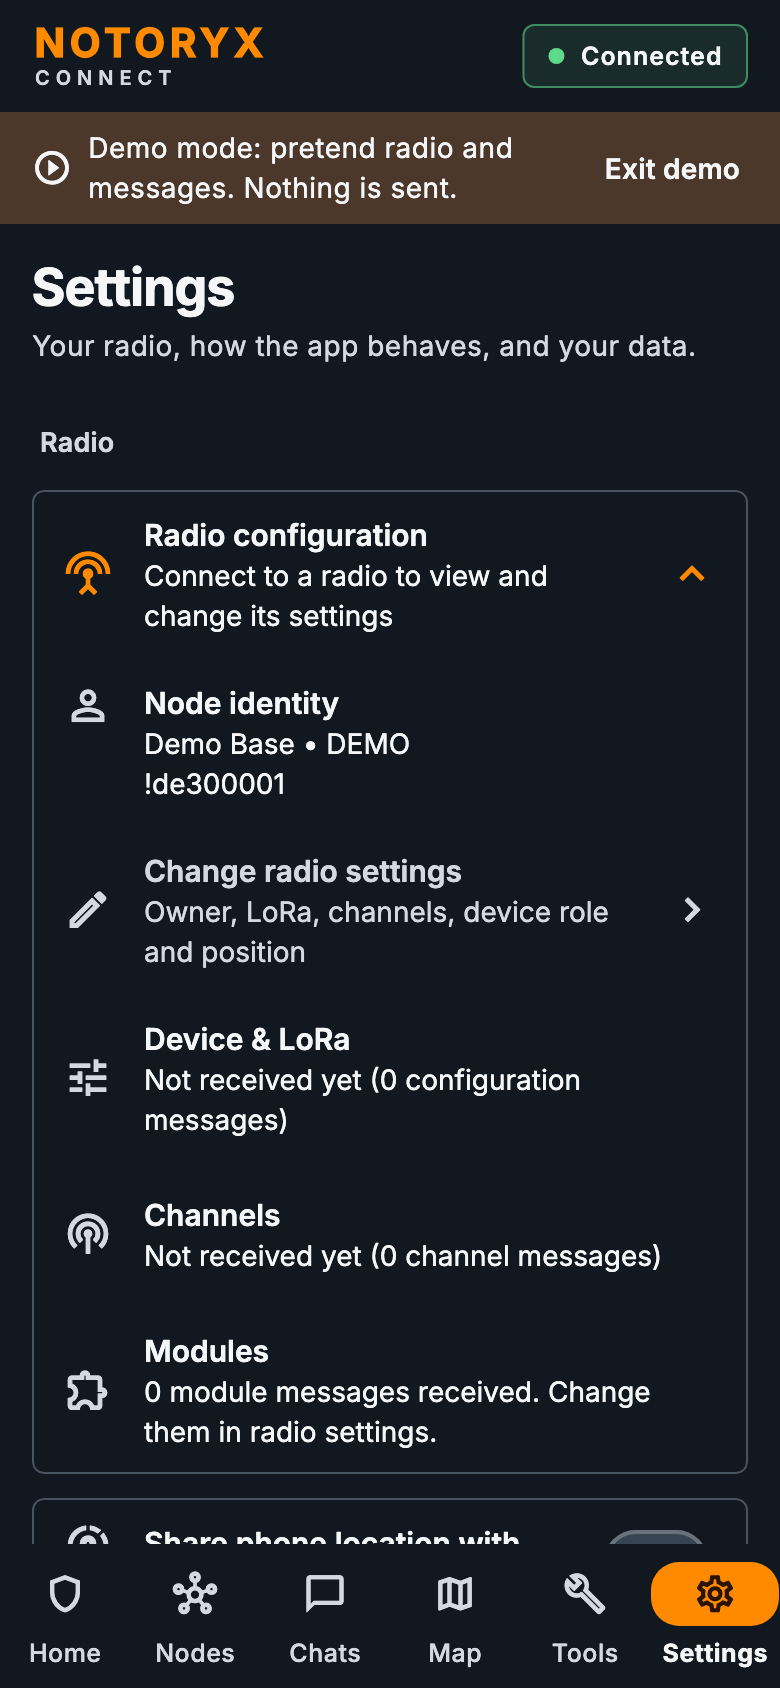 NOTORYX
CONNECT
Connected
Demo mode: pretend radio and
messages. Nothing is sent.
Exit demo
Settings
Your radio, how the app behaves, and your data.
Radio
Radio configuration
Connect to a radio to view and
change its settings
Node identity
Demo Base • DEMO
!de300001
Change radio settings
Owner, LoRa, channels, device role
and position
Device & LoRa
Not received yet (0 configuration
messages)
Channels
Not received yet (0 channel messages)
Modules
0 module messages received. Change
them in radio settings.
Share phone location with
Home
Nodes
Chats
Map
Tools
Settings